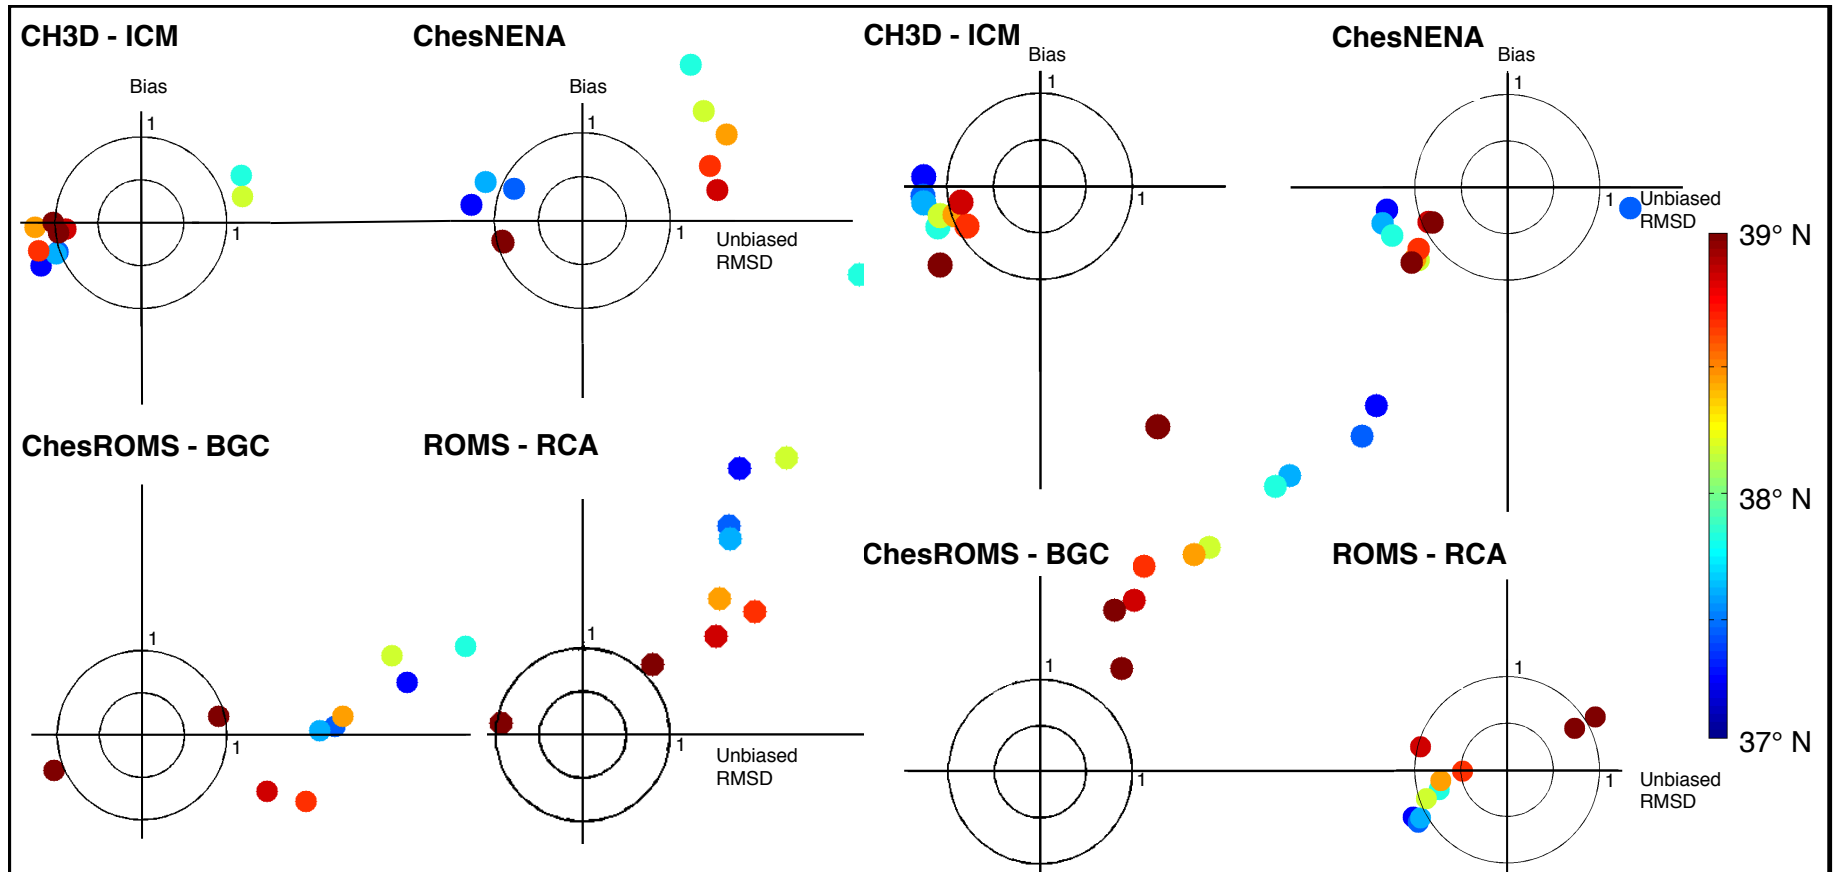 CH3D - ICM
ChesNENA
CH3D - ICM
ChesNENA
Bias
Bias
Bias
Bias
1
1
1
1
1
1
1
1
Unbiased
RMSD
Unbiased
RMSD
39° N
38° N
37° N
ChesROMS - BGC
ROMS - RCA
ChesROMS - BGC
ROMS - RCA
1
1
1
1
1
1
1
1
Unbiased
RMSD
Unbiased
RMSD